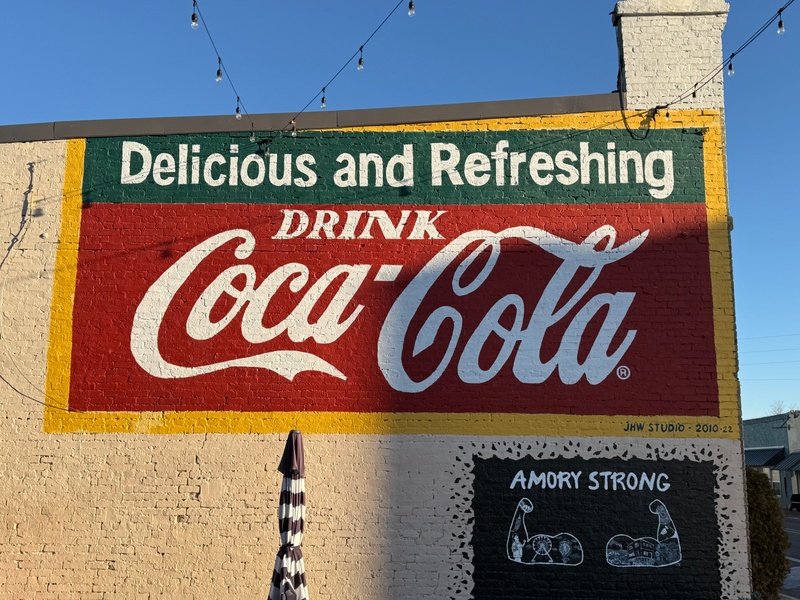 Delicious and Refreshing
DRINK
Coca-Cola
®
JHW STUDIO - 2010-22
AMORY STRONG